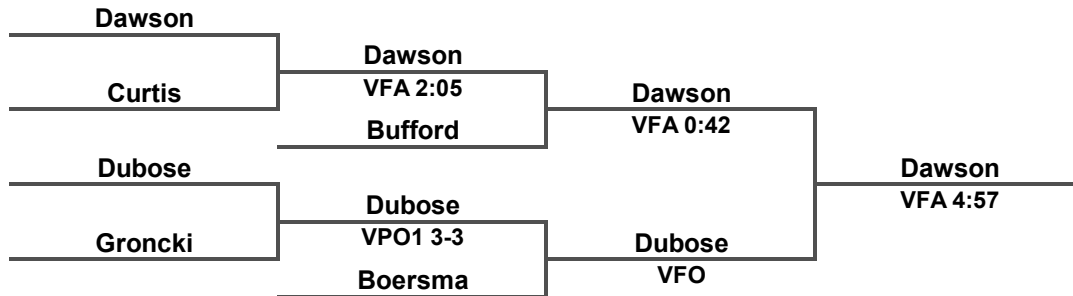 Dawson
Curtis
Dubose
Groncki
Dawson
VFA 2:05
Bufford
Dubose
VPO1 3-3
Boersma
Dawson
VFA 0:42
Dubose
VFO
Dawson
VFA 4:57